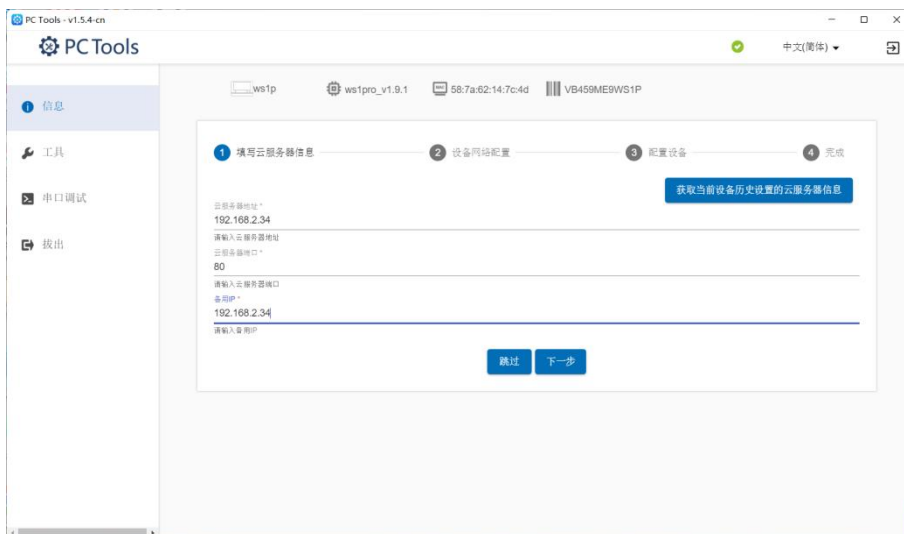 PC Tools - v1.5.4-cn
PC Tools
中文(简体)
ws1p ws1pro_v1.9.1 58:7a:62:14:7c:4d VB459ME9WS1P
信息
工具
串口调试
拔出
1 填写云服务器信息 2 设备网络配置 3 配置设备 4 完成
获取当前设备历史设置的云服务器信息
云服务器地址 *
192.168.2.34
请输入云服务器地址
云服务器端口 *
80
请输入云服务器端口
备用IP *
192.168.2.34
请输入备用IP
跳过 下一步